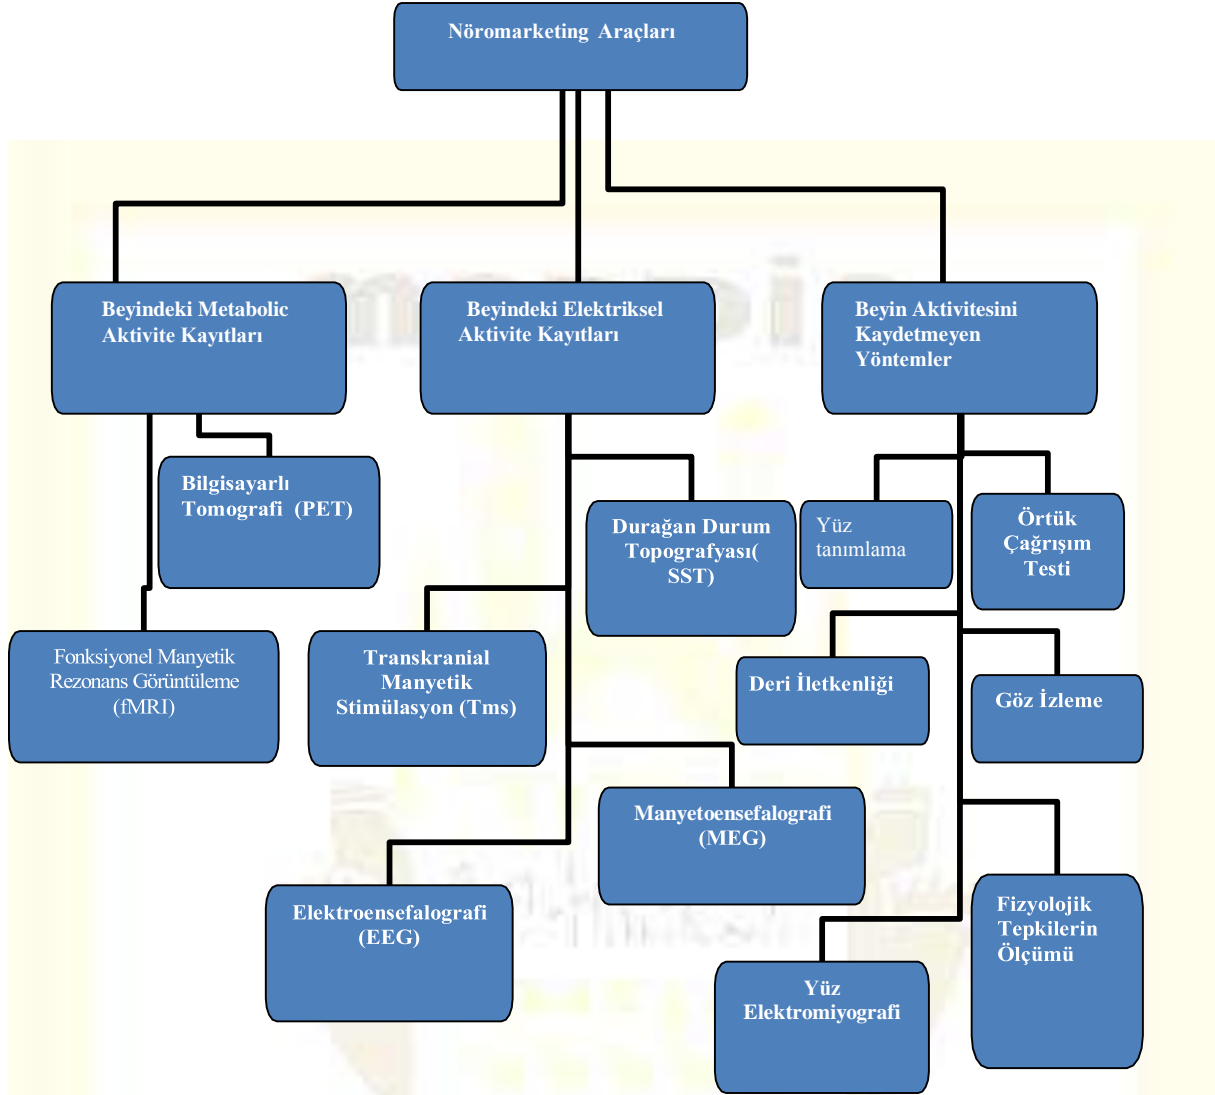 Nöromarketing Araçları
Beyindeki Metabolic
Aktivite Kayıtları
Beyindeki Elektriksel
Aktivite Kayıtları
Beyin Aktivitesini
Kaydetmeyen
Yöntemler
Bilgisayarlı
Tomografi (PET)
Durağan Durum
Topografyası(
SST)
Yüz
tanımlama
Örtük
Çağrışım
Testi
Fonksiyonel Manyetik
Rezonans Görüntüleme
(fMRI)
Transkranial
Manyetik
Stimülasyon (Tms)
Deri İletkenliği
Göz İzleme
Manyetoensefalografi
(MEG)
Elektroensefalografi
(EEG)
Fizyolojik
Tepkilerin
Ölçümü
Yüz
Elektromiyografi